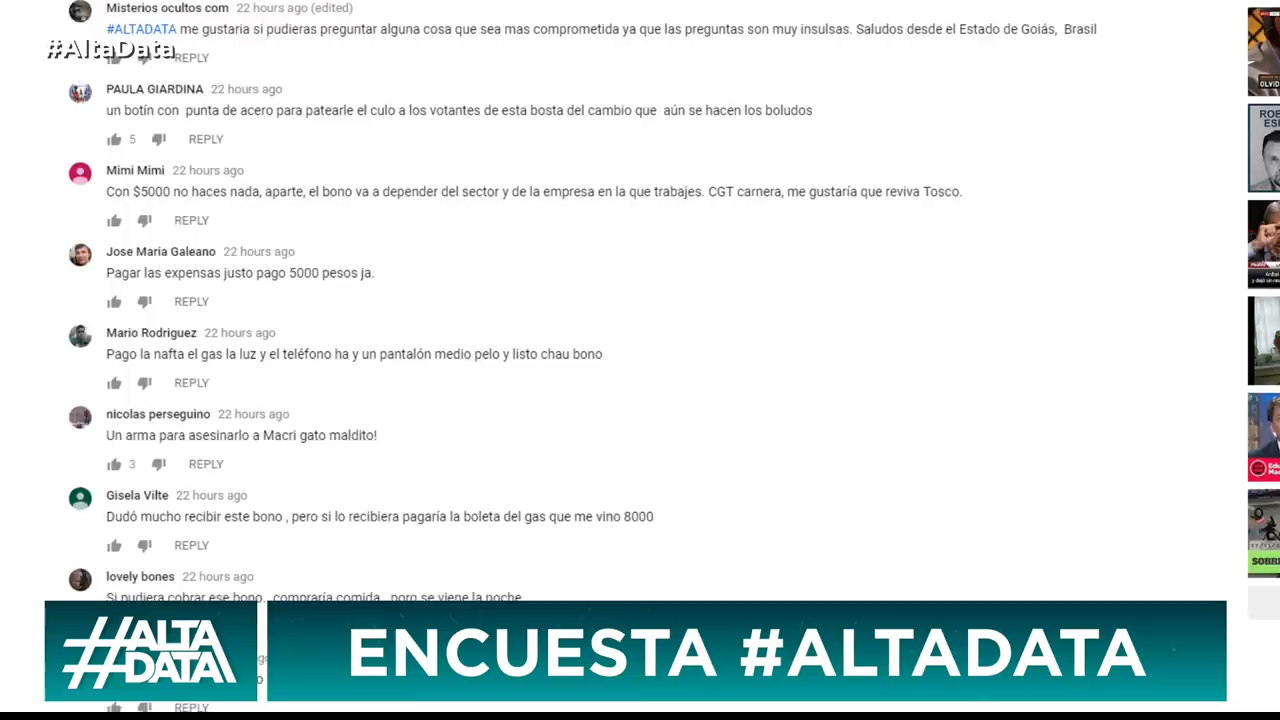 Misterios ocultos com 22 hours ago (edited)
#ALTADATA me gustaria si pudieras preguntar alguna cosa que sea mas comprometida ya que las preguntas son muy insulsas. Saludos desde el Estado de Goiás, Brasil
#AltaData
REPLY
PAULA GIARDINA 22 hours ago
un botín con punta de acero para patearle el culo a los votantes de esta bosta del cambio que aún se hacen los boludos
5 REPLY
Mimi Mimi 22 hours ago
Con $5000 no haces nada, aparte, el bono va a depender del sector y de la empresa en la que trabajes. CGT carnera, me gustaría que reviva Tosco.
REPLY
Jose Maria Galeano 22 hours ago
Pagar las expensas justo pago 5000 pesos ja.
REPLY
Mario Rodriguez 22 hours ago
Pago la nafta el gas la luz y el teléfono ha y un pantalón medio pelo y listo chau bono
REPLY
nicolas perseguino 22 hours ago
Un arma para asesinarlo a Macri gato maldito!
3 REPLY
Gisela Vilte 22 hours ago
Dudó mucho recibir este bono , pero si lo recibiera pagaría la boleta del gas que me vino 8000
REPLY
lovely bones 22 hours ago
Si pudiera cobrar ese bono, compraría comida, porq se viene la noche
#ALTA
DATA
ENCUESTA #ALTADATA
REPLY